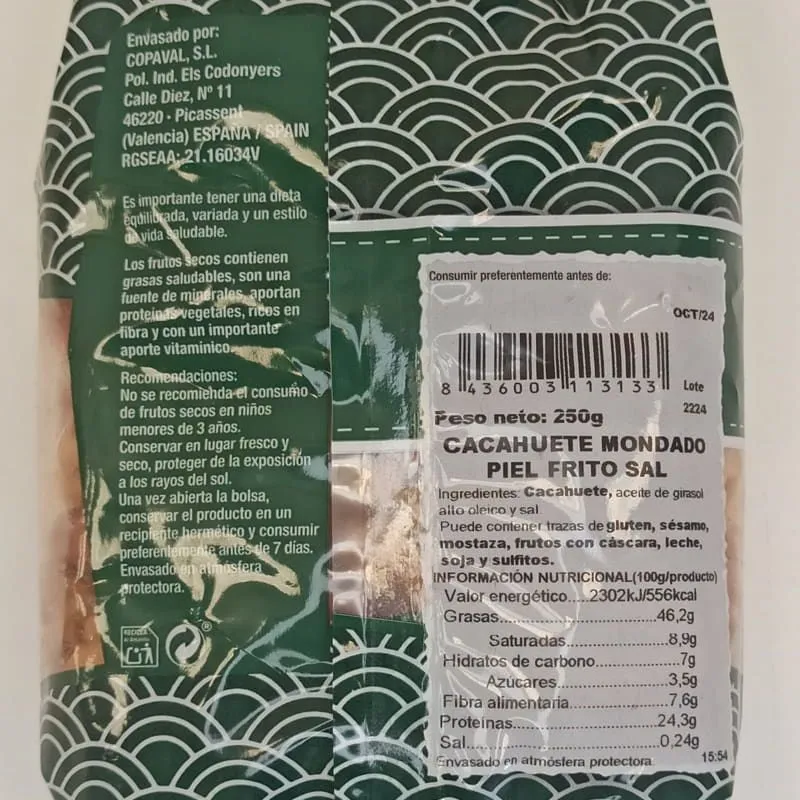 Envasado por:
COPAVAL, S.L.
Pol. Ind. Els Codonyers
Calle Diez, Nº 11
46220 - Picassent
(Valencia) ESPAÑA / SPAIN
RGSEAA: 21.16034V
Es importante tener una dieta
equilibrada, variada y un estilo
de vida saludable.
Los frutos secos contienen
grasas saludables, son una
fuente de minerales, aportan
proteinas vegetales, ricos en
fibra y con un importante
aporte vitamínico.
Recomendaciones:
No se recomienda el consumo
de frutos secos en niños
menores de 3 años.
Conservar en lugar fresco y
seco, proteger de la exposición
a los rayos del sol.
Una vez abierta la bolsa,
conservar el producto en un
recipiente hermético y consumir
preferentemente antes de 7 días.
Envasado en atmósfera
protectora.
RECICLA
al Amarillo
®
Consumir preferentemente antes de:
OCT/24
8 436003 113133
Lote
2224
Peso neto: 250g
CACAHUETE MONDADO
PIEL FRITO SAL
Ingredientes: Cacahuete, aceite de girasol
alto oleico y sal.
Puede contener trazas de gluten, sésamo,
mostaza, frutos con cáscara, leche,
soja y sulfitos.
INFORMACIÓN NUTRICIONAL(100g/producto)
Valor energético.....2302kJ/556kcal
Grasas..........................46,2g
Saturadas.................8,9g
Hidratos de carbono..............7g
Azúcares...................3,5g
Fibra alimentaria..............7,6g
Proteínas.......................24,3g
Sal..............................0,24g
Envasado en atmósfera protectora.
15:54